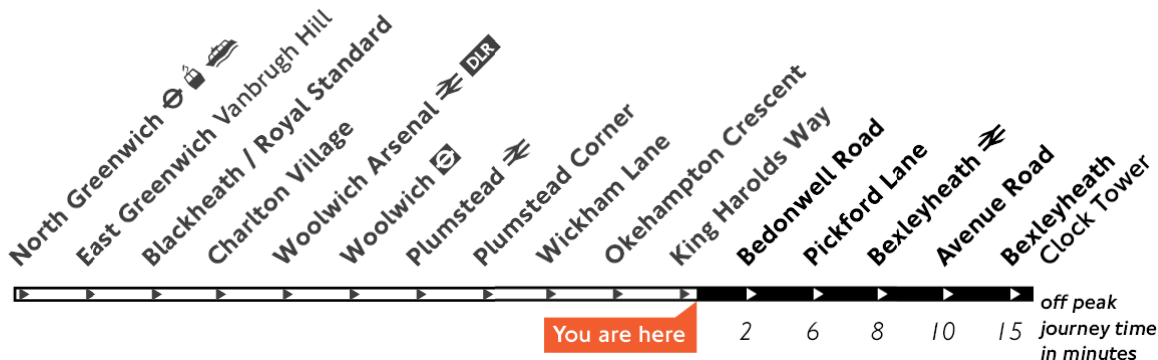 North Greenwich
East Greenwich Vanbrugh Hill
Blackheath / Royal Standard
Charlton Village
Woolwich Arsenal DLR
Woolwich
Plumstead
Plumstead Corner
Wickham Lane
Okehampton Crescent
King Harolds Way
Bedonwell Road
Pickford Lane
Bexleyheath
Avenue Road
Bexleyheath
Clock Tower
You are here
2 6 8 10 15
off peak
journey time
in minutes